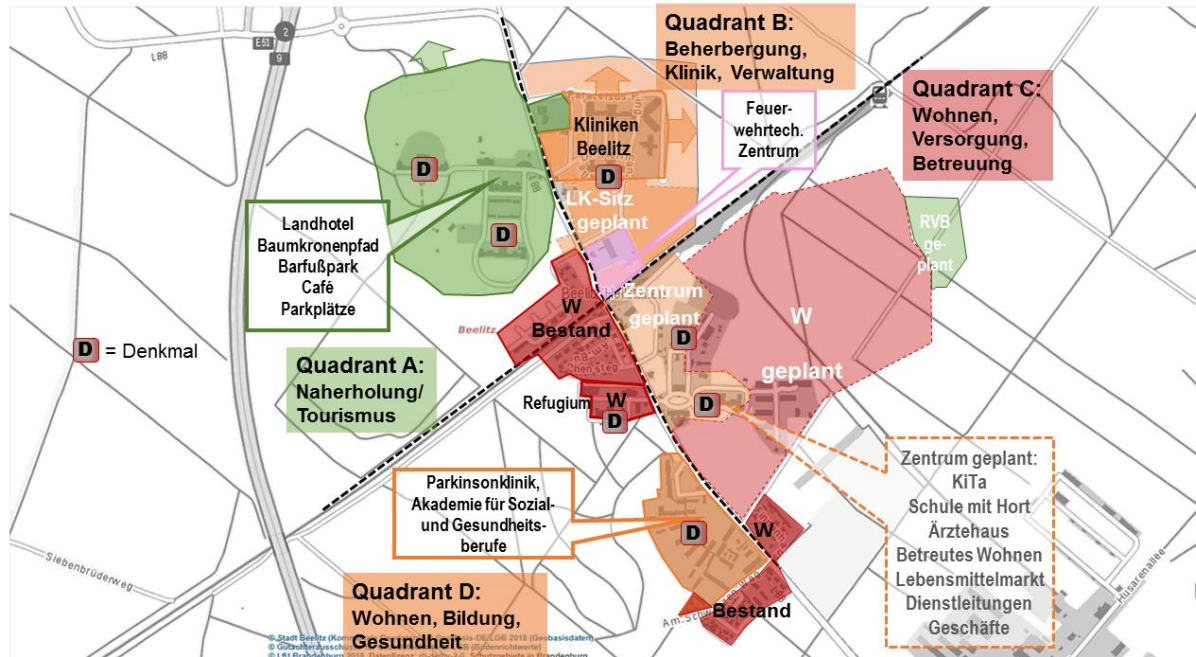 Quadrant B:
Beherbergung,
Klinik, Verwaltung
Feuer-
wehrtech.
Zentrum
Quadrant C:
Wohnen,
Versorgung,
Betreuung
2
E51
9
L88
Kliniken
Beelitz
D
D
D
L88
LK-Sitz
geplant
RVB
ge-
plant
Landhotel
Baumkronenpfad
Barfußpark
Café
Parkplätze
Zentrum
geplant
W
Bestand
Beelitz
W
geplant
D
D
D = Denkmal
Quadrant A:
Naherholung/
Tourismus
Refugium
W
D
Zentrum geplant:
KiTa
Schule mit Hort
Ärztehaus
Betreutes Wohnen
Lebensmittelmarkt
Dienstleitungen
Geschäfte
Parkinsonklinik,
Akademie für Sozial-
und Gesundheits-
berufe
D
W
Bestand
Siebenbrüderweg
Husarenallee
Quadrant D:
Wohnen, Bildung,
Gesundheit